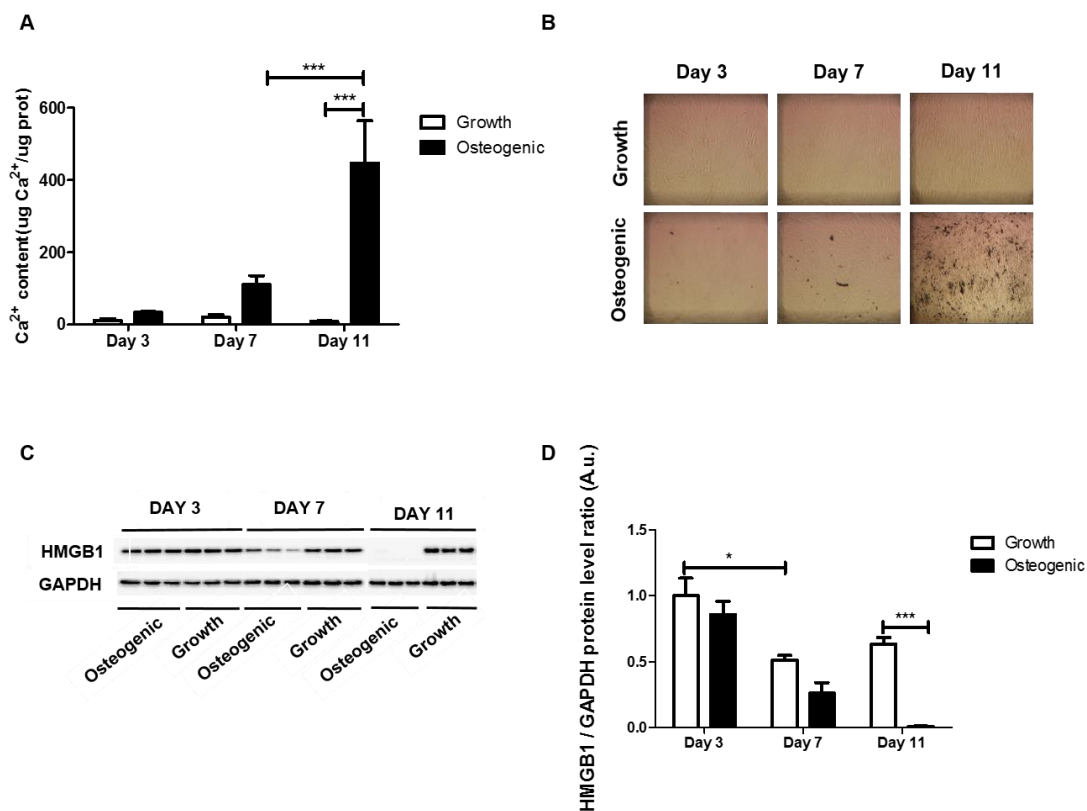 A
***
***
600
400
200
0
Ca2+ content(ug Ca2+/ug prot)
Day 3
Day 7
Day 11
Growth
Osteogenic
B
Day 3
Day 7
Day 11
Growth
Osteogenic
C
DAY 3
DAY 7
DAY 11
HMGB1
GAPDH
Osteogenic
Growth
Osteogenic
Growth
Osteogenic
Growth
D
HMGB1 / GAPDH protein level ratio (A.u.)
1.5
1.0
0.5
0.0
*
***
Day 3
Day 7
Day 11
Growth
Osteogenic